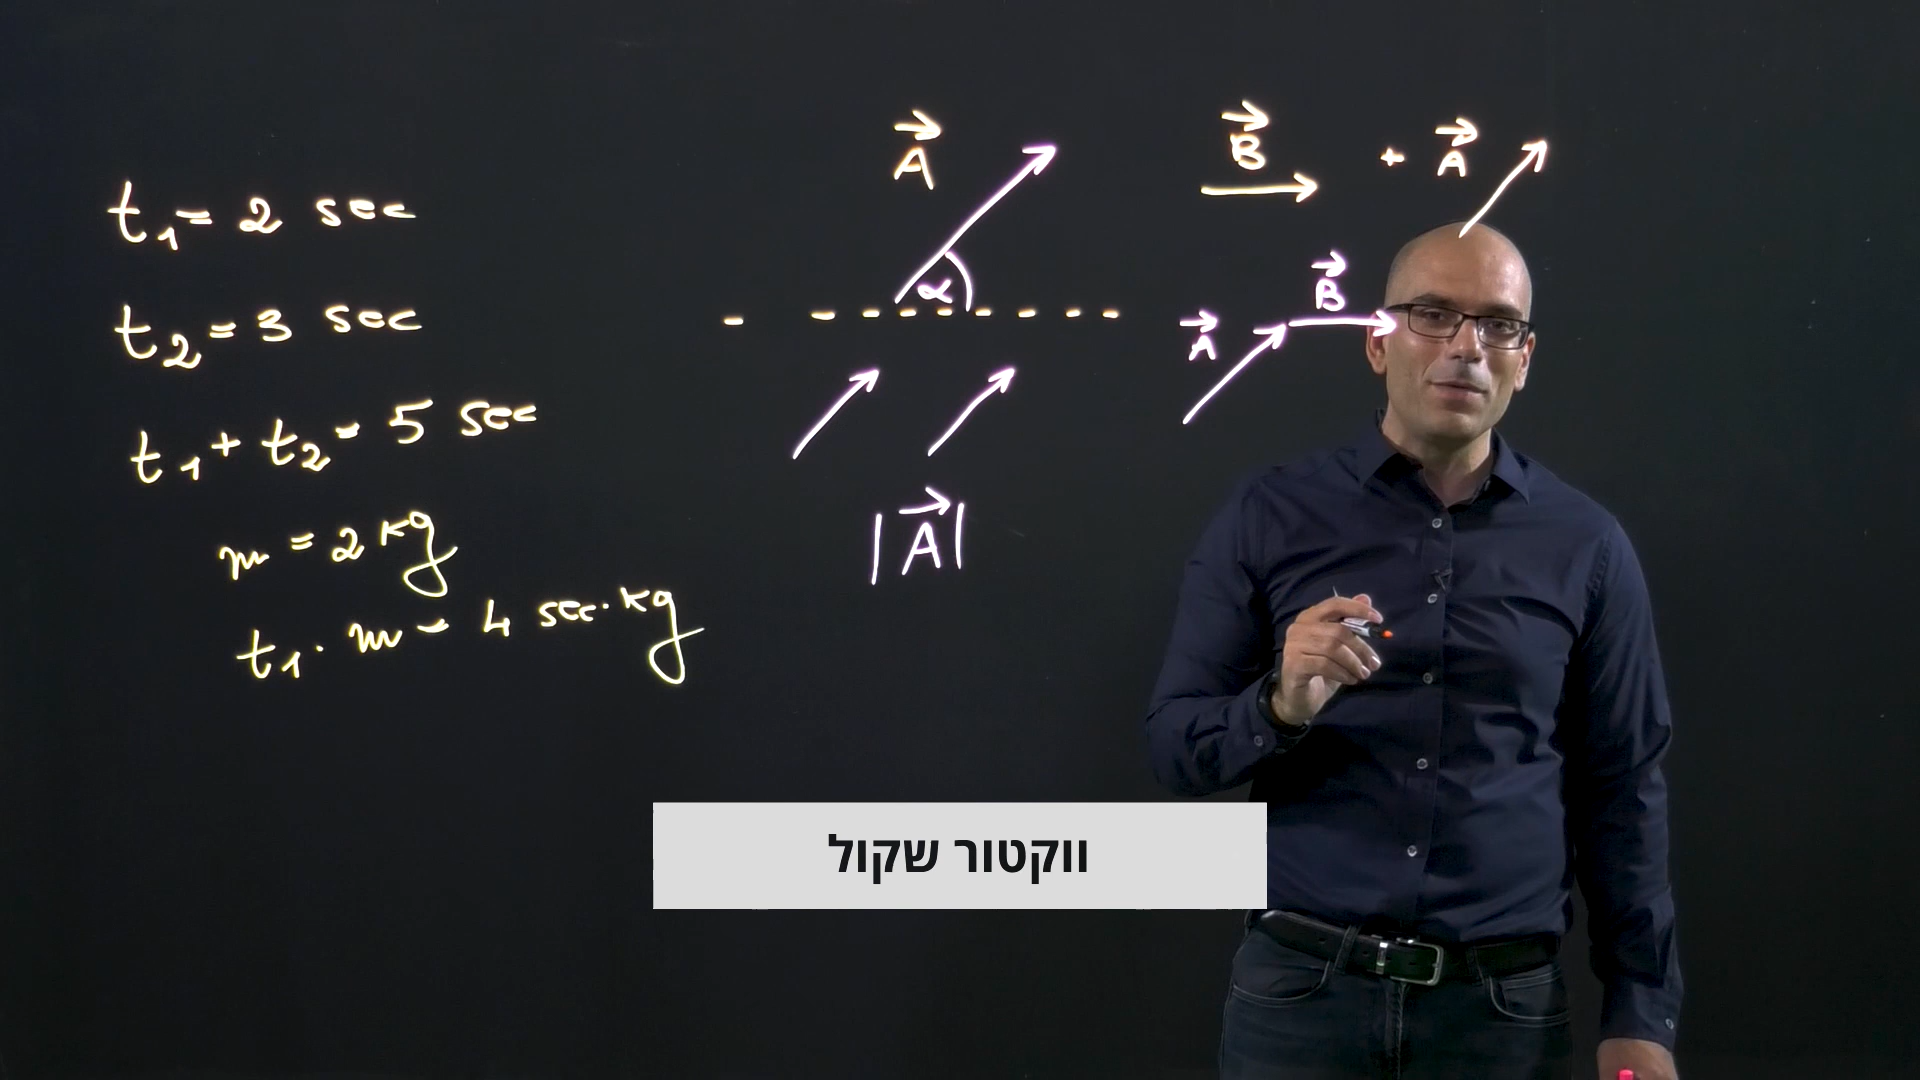 t₁ = 2 sec
t₂ = 3 sec
t₁ + t₂ = 5 sec
m = 2 kg
t₁ · m = 4 sec · kg
A⃗
α
|A⃗|
B⃗ + A⃗
A⃗ B⃗
ווקטור שקול